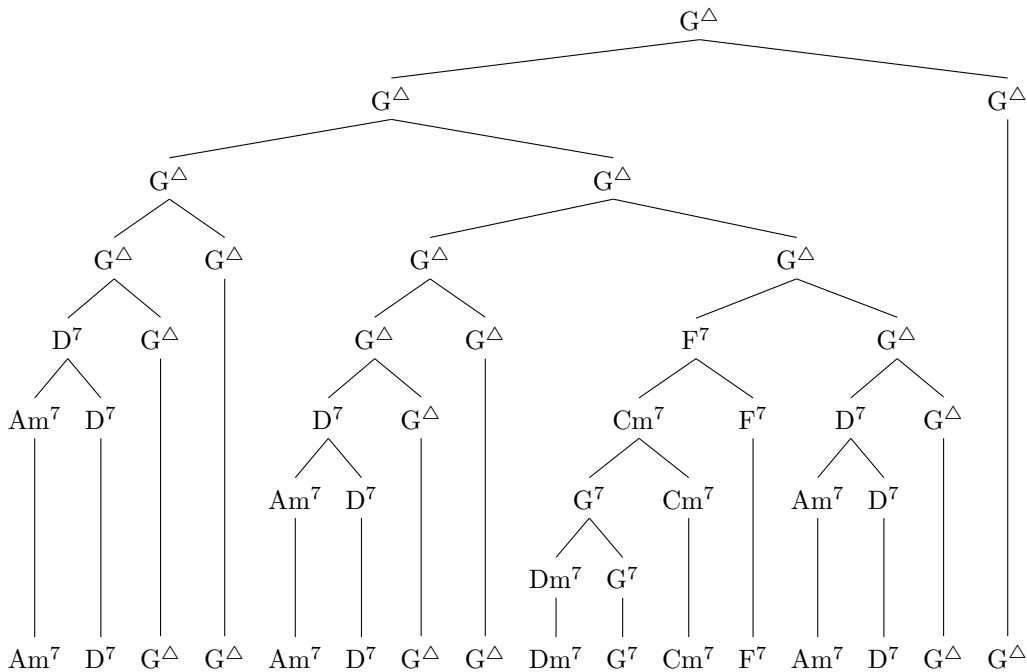 G△
G△ G△
G△ G△
G△ G△ G△ G△
D⁷ G△ G△ G△ F⁷ G△
Am⁷ D⁷ D⁷ G△ Cm⁷ F⁷ D⁷ G△
Am⁷ D⁷ G⁷ Cm⁷ Am⁷ D⁷
Dm⁷ G⁷
Am⁷ D⁷ G△ G△ Am⁷ D⁷ G△ G△ Dm⁷ G⁷ Cm⁷ F⁷ Am⁷ D⁷ G△ G△